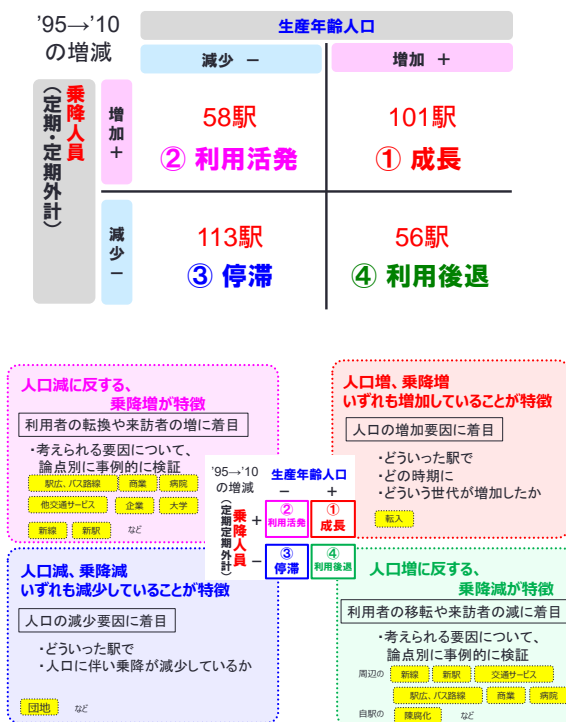 '95→'10
の増減
生産年齢人口
減少 －
増加 ＋
乗降人員
（定期・定期外計）
増加＋
58駅
② 利用活発
101駅
① 成長
減少－
113駅
③ 停滞
56駅
④ 利用後退
人口減に反する、
乗降増が特徴
利用者の転換や来訪者の増に着目
・考えられる要因について、
論点別に事例的に検証
駅広、バス路線 商業 病院
他交通サービス 企業 大学
新線 新駅 など
人口増、乗降増
いずれも増加していることが特徴
人口の増加要因に着目
・どういった駅で
・どの時期に
・どういう世代が増加したか
転入
'95→'10
の増減
生産年齢人口
－ ＋
乗降人員
（定期定期外計）
＋
②
利用活発
①
成長
－
③
停滞
④
利用後退
人口減、乗降減
いずれも減少していることが特徴
人口の減少要因に着目
・どういった駅で
・人口に伴い乗降が減少しているか
団地 など
人口増に反する、
乗降減が特徴
利用者の移転や来訪者の減に着目
・考えられる要因について、
論点別に事例的に検証
周辺の 新線 新駅 交通サービス
駅広、バス路線 商業 病院
自駅の 陳腐化 など